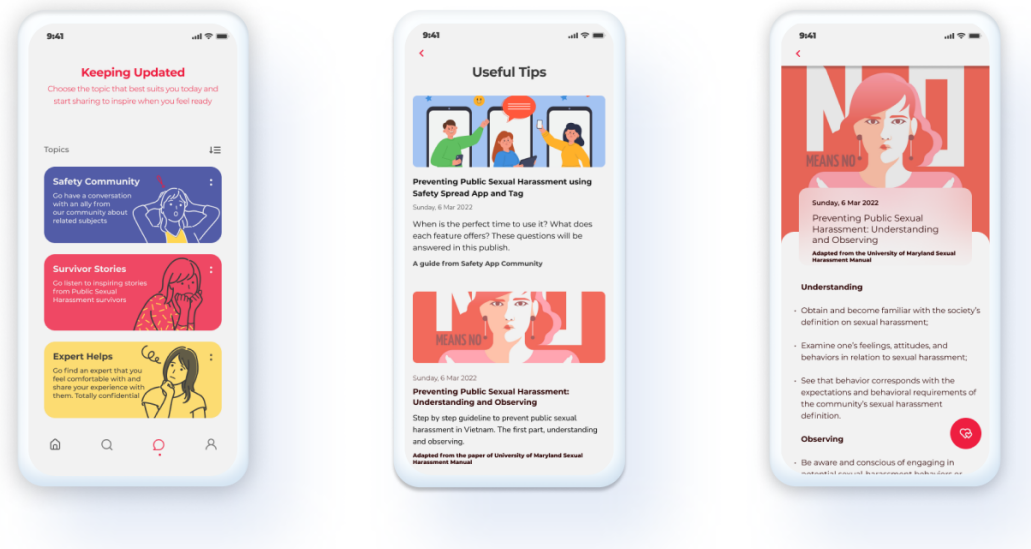 9:41
Keeping Updated
Choose the topic that best suits you today and
start sharing to inspire when you feel ready
Topics
Safety Community
Go have a conversation
with an ally from
our community about
related subjects
Survivor Stories
Go listen to inspiring stories
from Public Sexual
Harassment survivors
Expert Helps
Go find an expert that you
feel comfortable with and
share your experience with
them. Totally confidential
9:41
Useful Tips
Preventing Public Sexual Harassment using
Safety Spread App and Tag
Sunday, 6 Mar 2022
When is the perfect time to use it? What does
each feature offers? These questions will be
answered in this publish.
A guide from Safety App Community
NO
MEANS NO
Sunday, 6 Mar 2022
Preventing Public Sexual Harassment:
Understanding and Observing
Step by step guideline to prevent public sexual
harassment in Vietnam. The first part, understanding
and observing.
Adapted from the paper of University of Maryland Sexual
Harassment Manual
9:41
NO
MEANS NO
Sunday, 6 Mar 2022
Preventing Public Sexual
Harassment: Understanding
and Observing
Adapted from the University of Maryland Sexual
Harassment Manual
Understanding
· Obtain and become familiar with the society's
definition on sexual harassment;
· Examine one's feelings, attitudes, and
behaviors in relation to sexual harassment;
· See that behavior corresponds with the
expectations and behavioral requirements of
the community's sexual harassment
definition.
Observing
· Be aware and conscious of engaging in
potential sexual harassment behaviors or